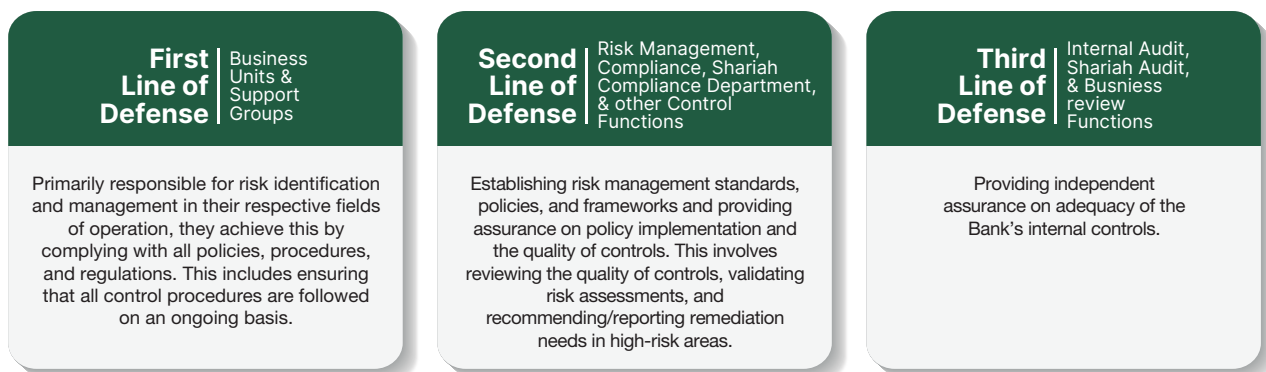 First
Line of
Defense
Business
Units &
Support
Groups
Primarily responsible for risk identification
and management in their respective fields
of operation, they achieve this by
complying with all policies, procedures,
and regulations. This includes ensuring
that all control procedures are followed
on an ongoing basis.
Second
Line of
Defense
Risk Management,
Compliance, Shariah
Compliance Department,
& other Control
Functions
Establishing risk management standards,
policies, and frameworks and providing
assurance on policy implementation and
the quality of controls. This involves
reviewing the quality of controls, validating
risk assessments, and
recommending/reporting remediation
needs in high-risk areas.
Third
Line of
Defense
Internal Audit,
Shariah Audit,
& Busniess
review
Functions
Providing independent
assurance on adequacy of the
Bank’s internal controls.